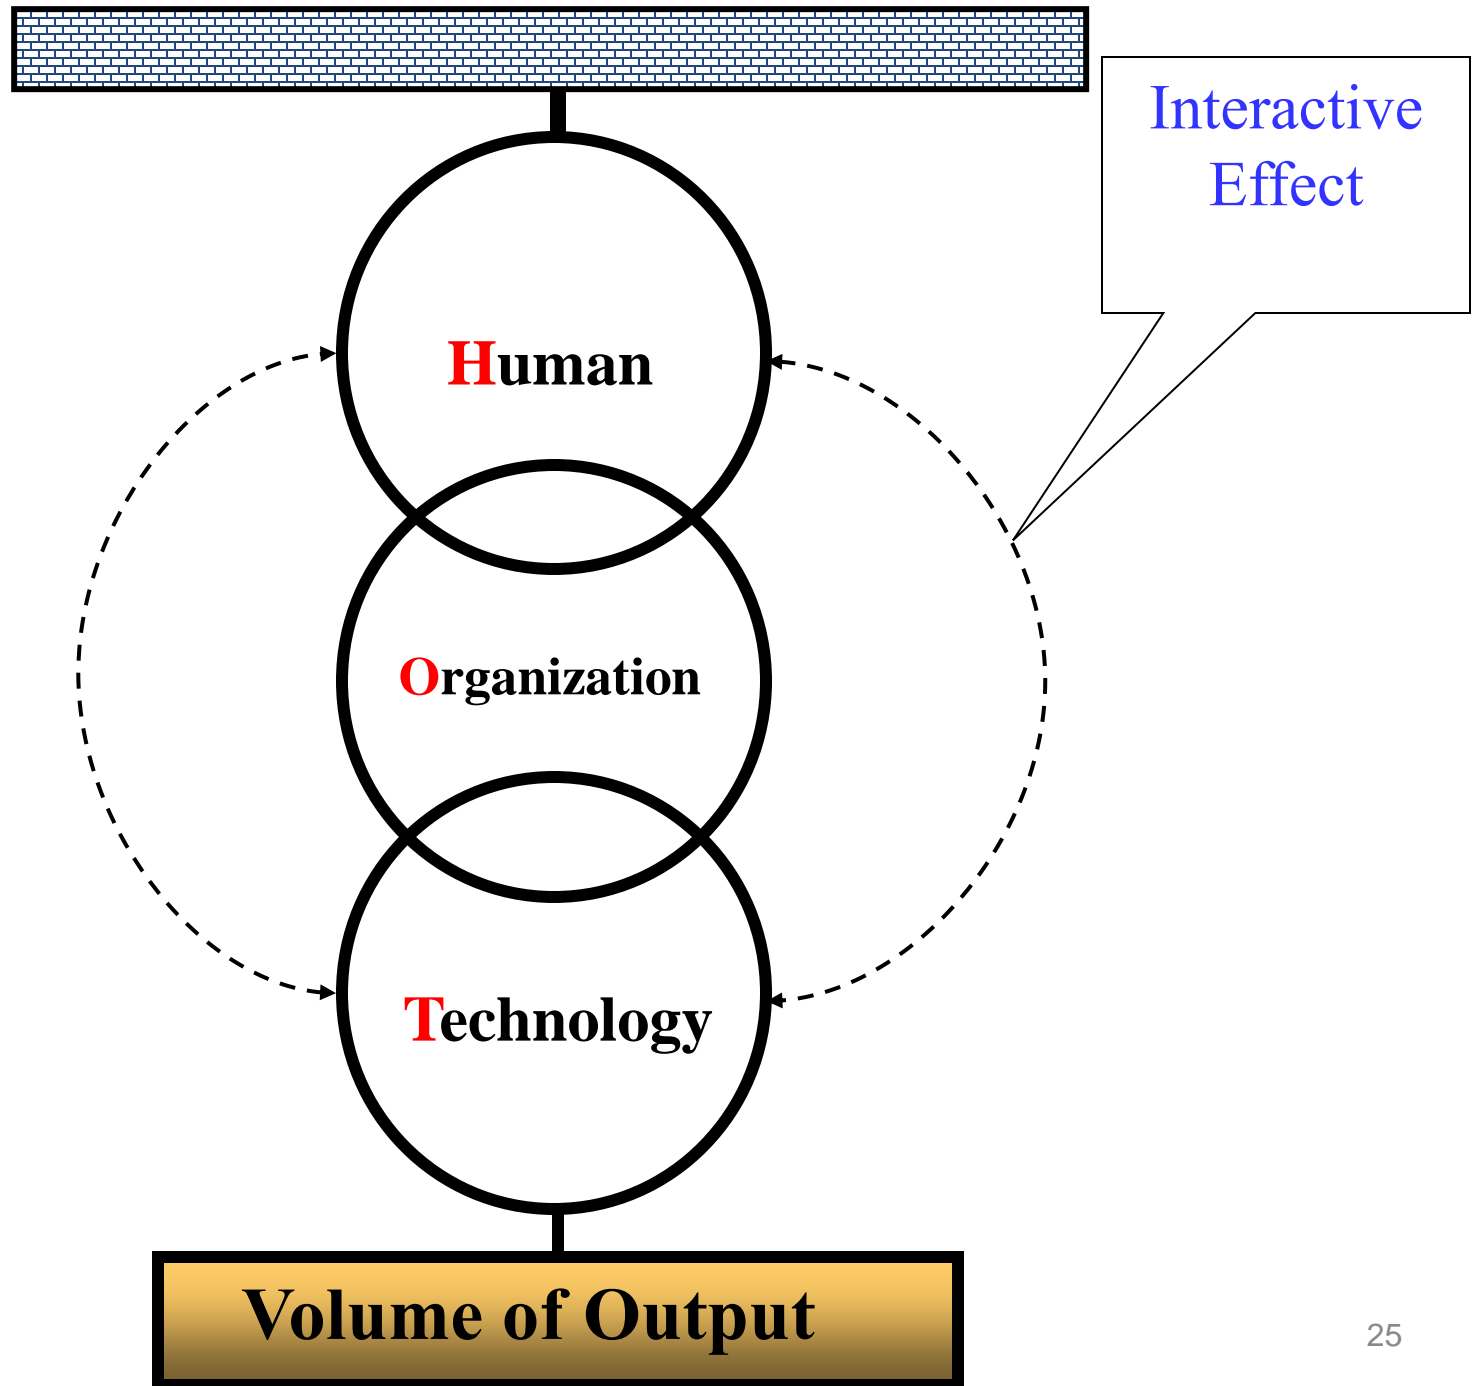 Interactive
Effect
Human
Organization
Technology
Volume of Output
25